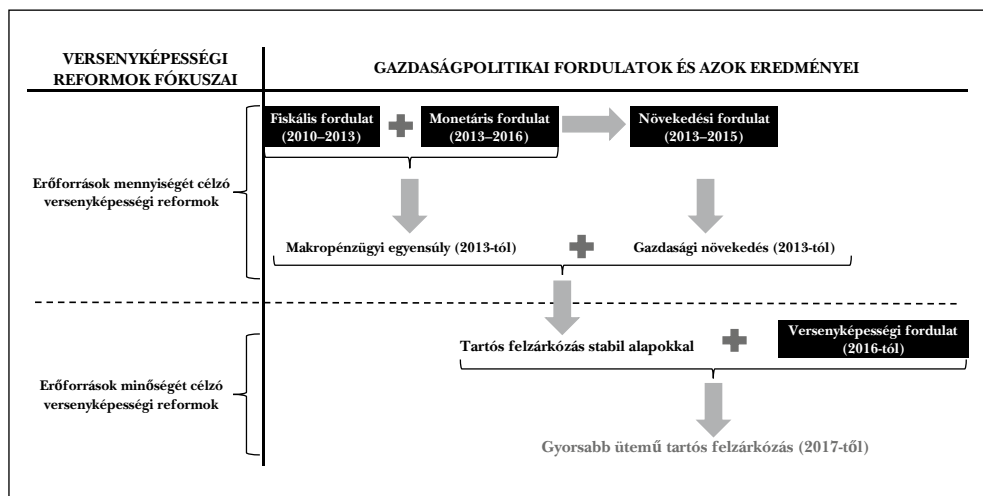 VERSENYKÉPESSÉGI
REFORMOK FÓKUSZAI
GAZDASÁGPOLITIKAI FORDULATOK ÉS AZOK EREDMÉNYEI
Fiskális fordulat
(2010–2013)
Monetáris fordulat
(2013–2016)
Növekedési fordulat
(2013–2015)
Erőforrások mennyiségét célzó
versenyképességi reformok
Makropénzügyi egyensúly (2013-tól)
Gazdasági növekedés (2013-tól)
Tartós felzárkózás stabil alapokkal
Versenyképességi fordulat
(2016-tól)
Erőforrások minőségét célzó
versenyképességi reformok
Gyorsabb ütemű tartós felzárkózás (2017-től)